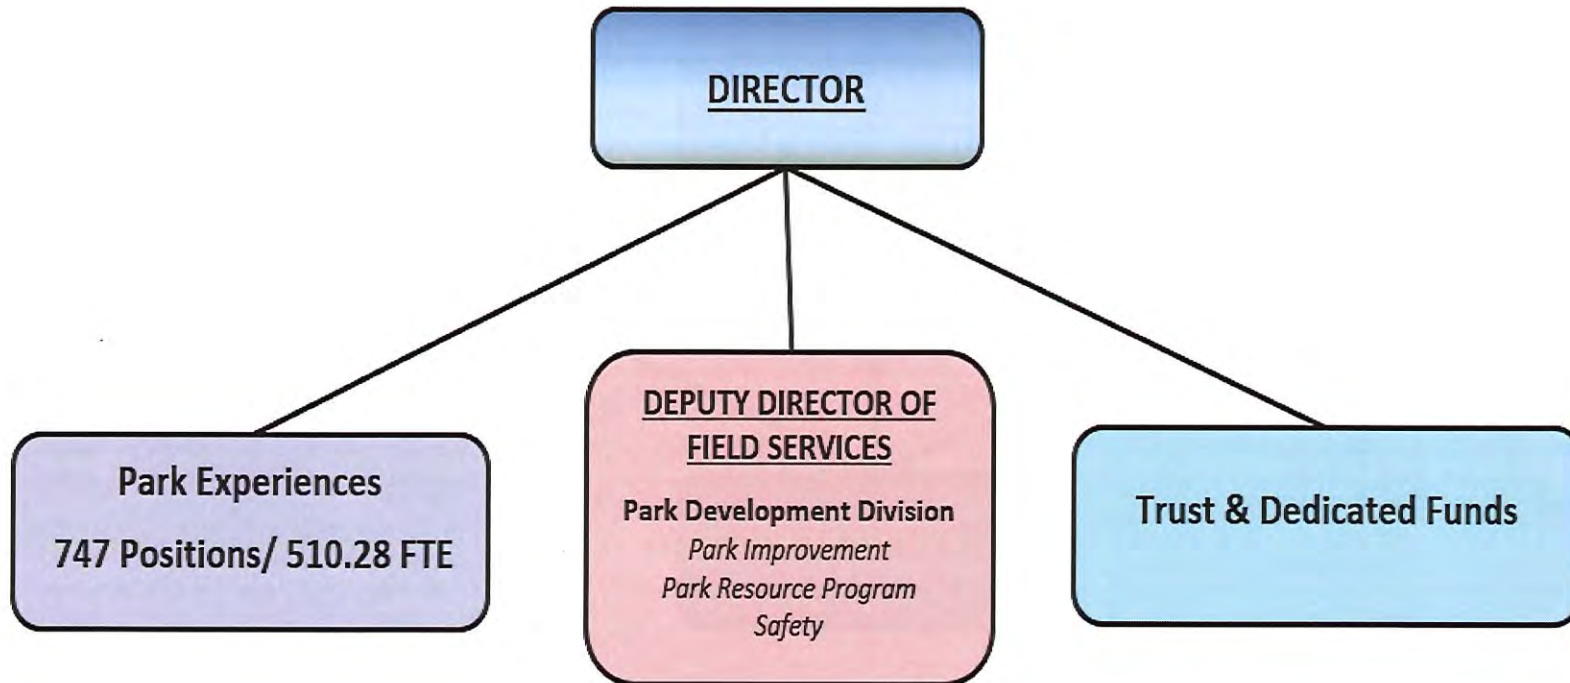 DIRECTOR
Park Experiences
747 Positions/ 510.28 FTE
DEPUTY DIRECTOR OF
FIELD SERVICES
Park Development Division
Park Improvement
Park Resource Program
Safety
Trust & Dedicated Funds